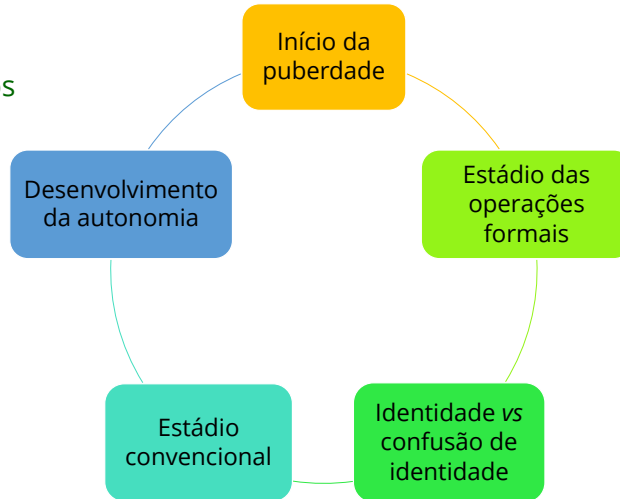 Início da
puberdade
Estádio das
operações
formais
Identidade vs
confusão de
identidade
Estádio
convencional
Desenvolvimento
da autonomia